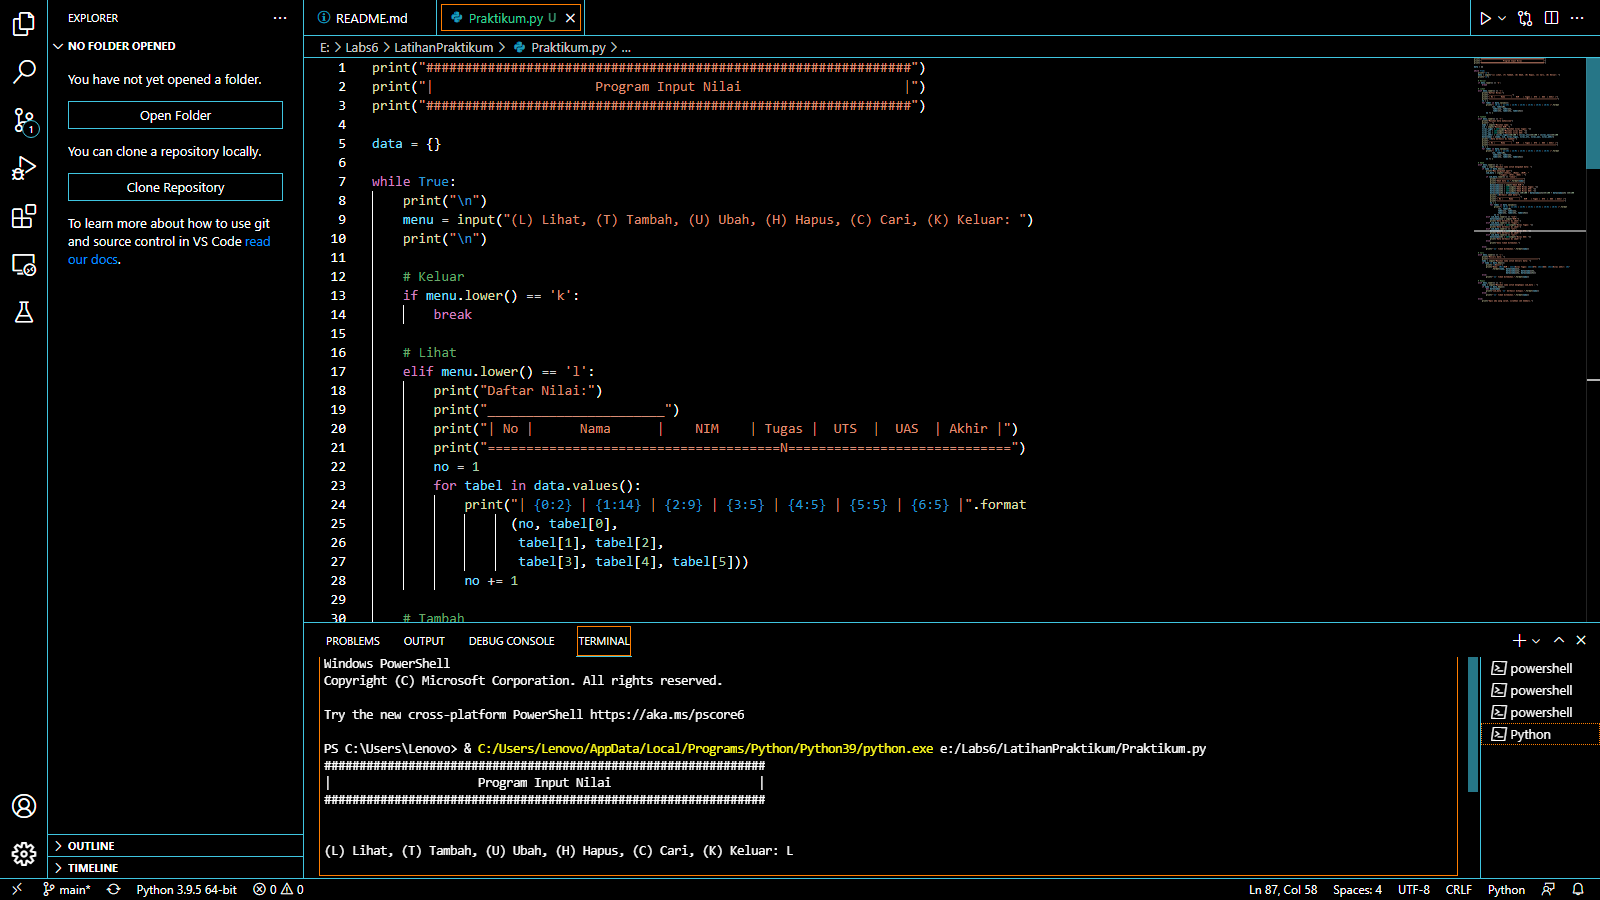 EXPLORER
NO FOLDER OPENED
You have not yet opened a folder.
Open Folder
You can clone a repository locally.
Clone Repository
To learn more about how to use git
and source control in VS Code read
our docs.
OUTLINE
TIMELINE
1
README.md
Praktikum.py U
E: > Labs6 > LatihanPraktikum > Praktikum.py > ...
1 print("###############################################################")
2 print("|                     Program Input Nilai                     |")
3 print("###############################################################")
4
5 data = {}
6
7 while True:
8     print("\n")
9     menu = input("(L) Lihat, (T) Tambah, (U) Ubah, (H) Hapus, (C) Cari, (K) Keluar: ")
10     print("\n")
11
12     # Keluar
13     if menu.lower() == 'k':
14         break
15
16     # Lihat
17     elif menu.lower() == 'l':
18         print("Daftar Nilai:")
19         print("_______________________")
20         print("| No |      Nama      |    NIM    | Tugas |  UTS  |  UAS  | Akhir |")
21         print("======================================N=============================")
22         no = 1
23         for tabel in data.values():
24             print("| {0:2} | {1:14} | {2:9} | {3:5} | {4:5} | {5:5} | {6:5} |".format
25                   (no, tabel[0],
26                    tabel[1], tabel[2],
27                    tabel[3], tabel[4], tabel[5]))
28             no += 1
29
30     # Tambah
PROBLEMS OUTPUT DEBUG CONSOLE TERMINAL
Windows PowerShell
Copyright (C) Microsoft Corporation. All rights reserved.
Try the new cross-platform PowerShell https://aka.ms/pscore6
PS C:\Users\Lenovo> & C:/Users/Lenovo/AppData/Local/Programs/Python/Python39/python.exe e:/Labs6/LatihanPraktikum/Praktikum.py
###############################################################
|                     Program Input Nilai                     |
###############################################################
(L) Lihat, (T) Tambah, (U) Ubah, (H) Hapus, (C) Cari, (K) Keluar: L
powershell
powershell
powershell
Python
main* Python 3.9.5 64-bit 0 0 Ln 87, Col 58 Spaces: 4 UTF-8 CRLF Python